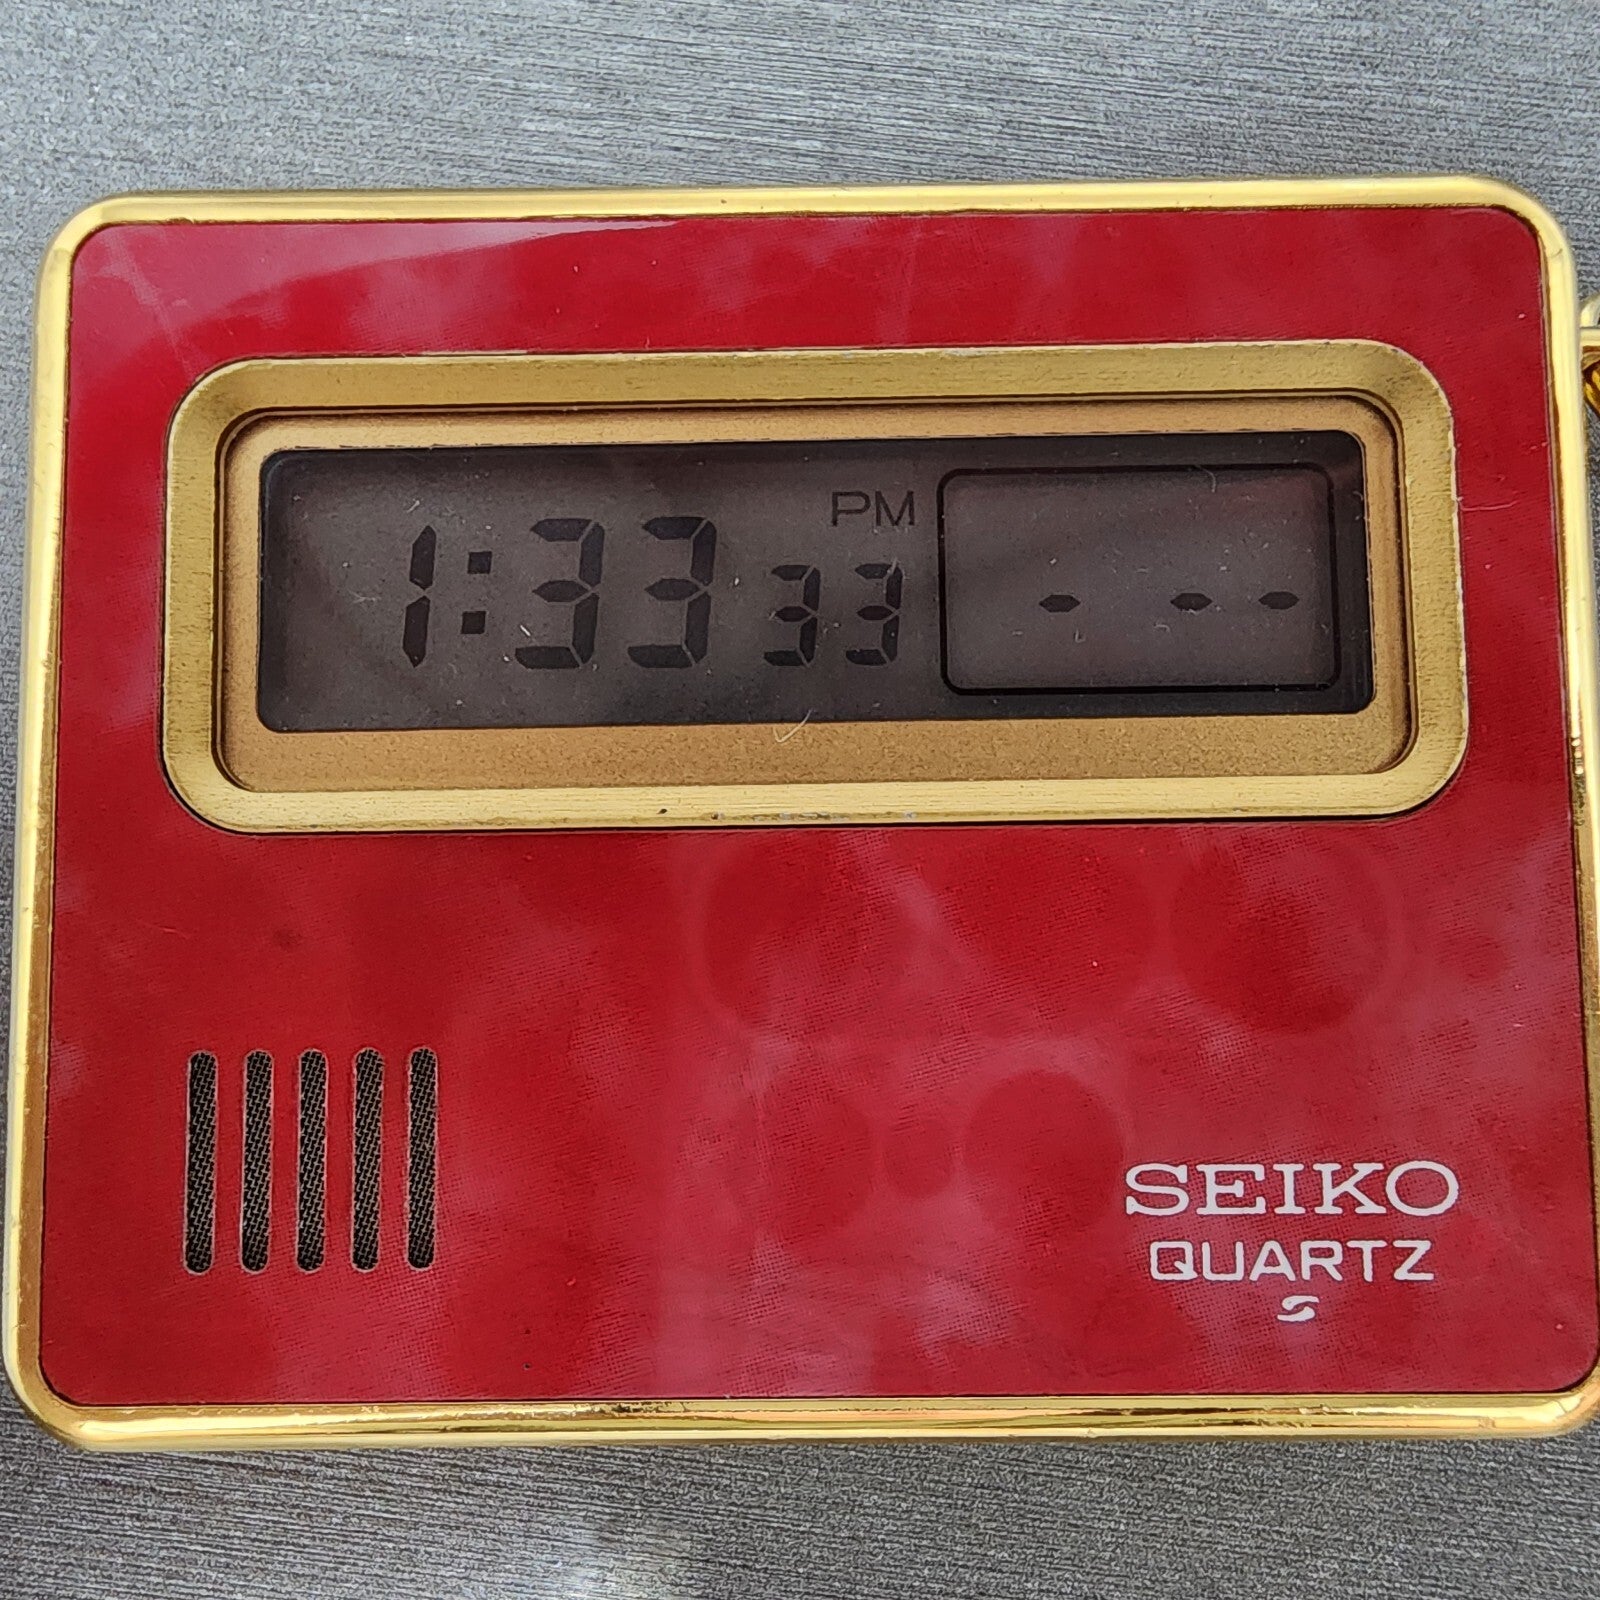 PM
1:33 33
- - -
SEIKO
QUARTZ